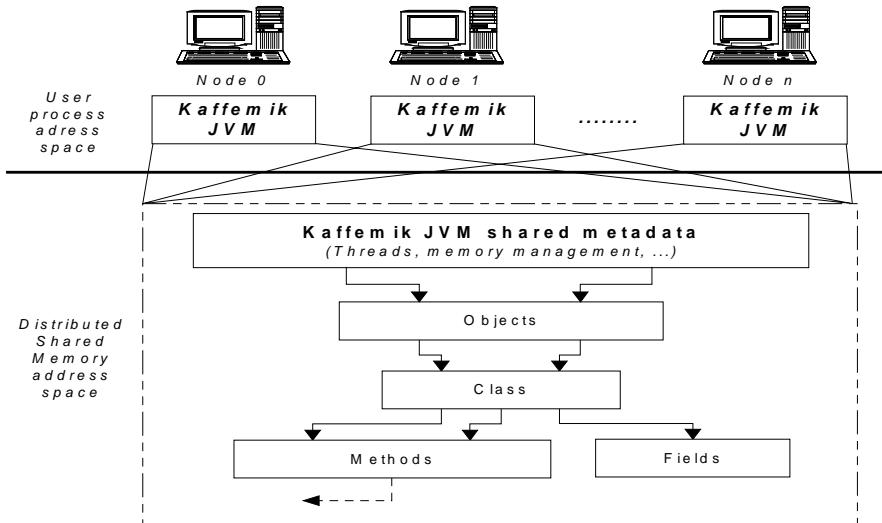 Node 0
Node 1
Node n
User
process
adress
space
Kaffemik
JVM
Kaffemik
JVM
........
Kaffemik
JVM
Kaffemik JVM shared metadata
(Threads, memory management, ...)
Distributed
Shared
Memory
address
space
Objects
Class
Methods
Fields